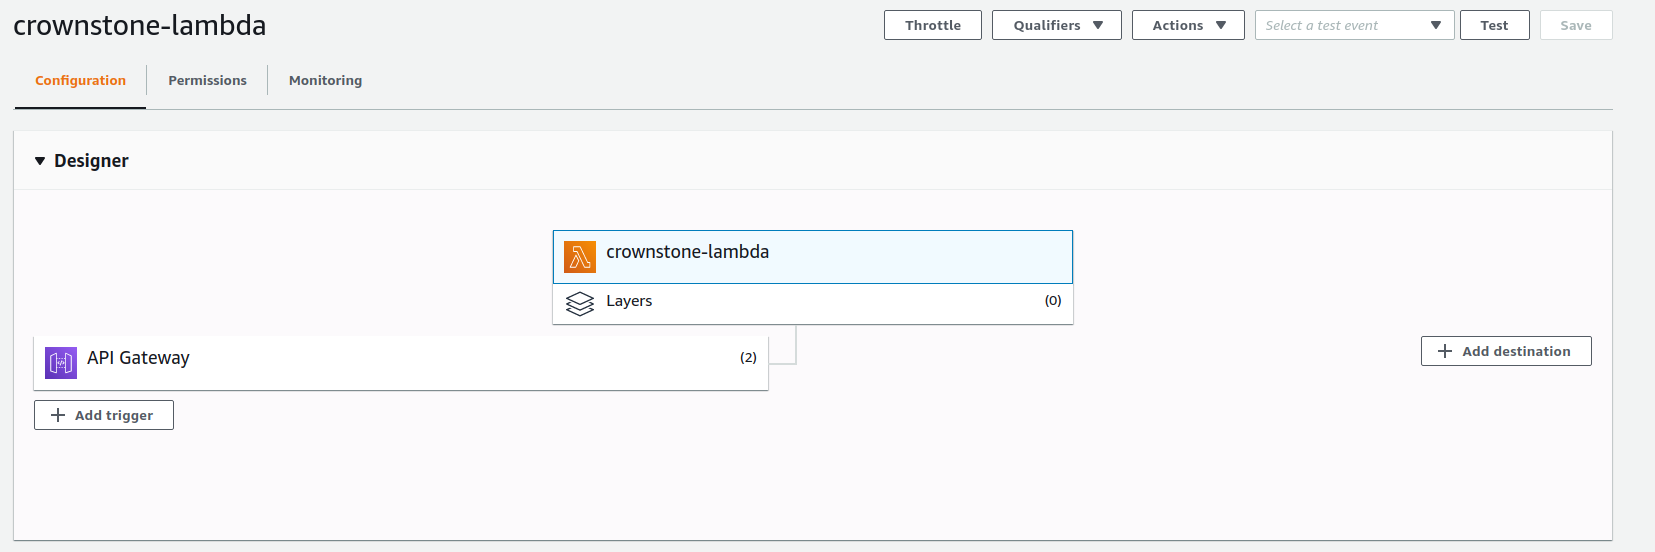 crownstone-lambda
Throttle
Qualifiers
Actions
Select a test event
Test
Save
Configuration
Permissions
Monitoring
Designer
crownstone-lambda
Layers (0)
API Gateway (2)
Add destination
Add trigger